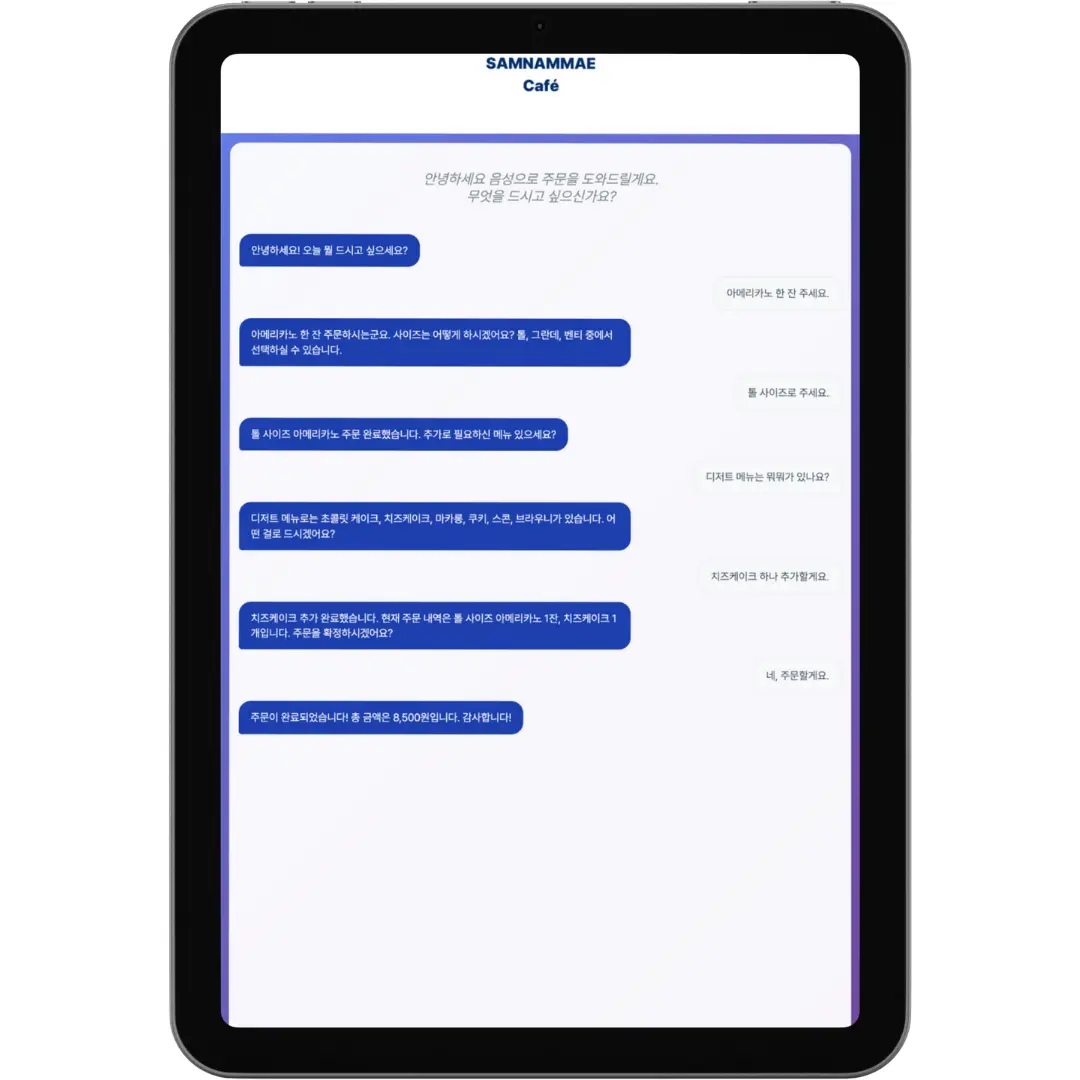 SAMNAMMAE
Café
안녕하세요 음성으로 주문을 도와드릴게요.
무엇을 드시고 싶으신가요?
안녕하세요! 오늘 뭘 드시고 싶으세요?
아메리카노 한 잔 주세요.
아메리카노 한 잔 주문하시는군요. 사이즈는 어떻게 하시겠어요? 톨, 그란데, 벤티 중에서
선택하실 수 있습니다.
톨 사이즈로 주세요.
톨 사이즈 아메리카노 주문 완료했습니다. 추가로 필요하신 메뉴 있으세요?
디저트 메뉴는 뭐뭐가 있나요?
디저트 메뉴로는 초콜릿 케이크, 치즈케이크, 마카롱, 쿠키, 스콘, 브라우니가 있습니다. 어
떤 걸로 드시겠어요?
치즈케이크 하나 추가할게요.
치즈케이크 추가 완료했습니다. 현재 주문 내역은 톨 사이즈 아메리카노 1잔, 치즈케이크 1
개입니다. 주문을 확정하시겠어요?
네, 주문할게요.
주문이 완료되었습니다! 총 금액은 8,500원입니다. 감사합니다!